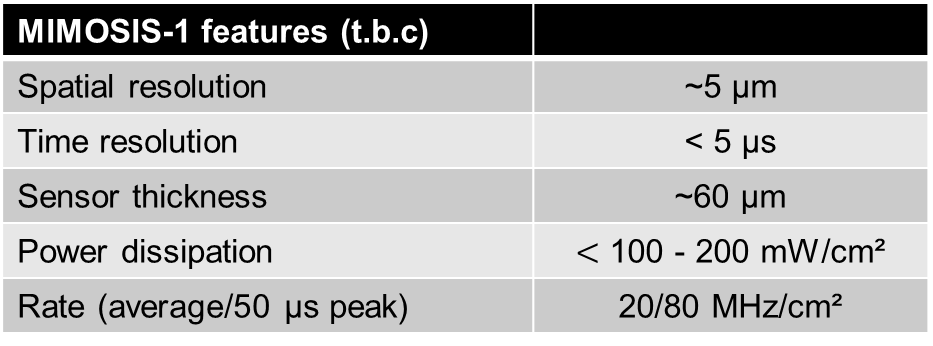 MIMOSIS-1 features (t.b.c)
Spatial resolution ~5 µm
Time resolution < 5 µs
Sensor thickness ~60 µm
Power dissipation < 100 - 200 mW/cm²
Rate (average/50 µs peak) 20/80 MHz/cm²